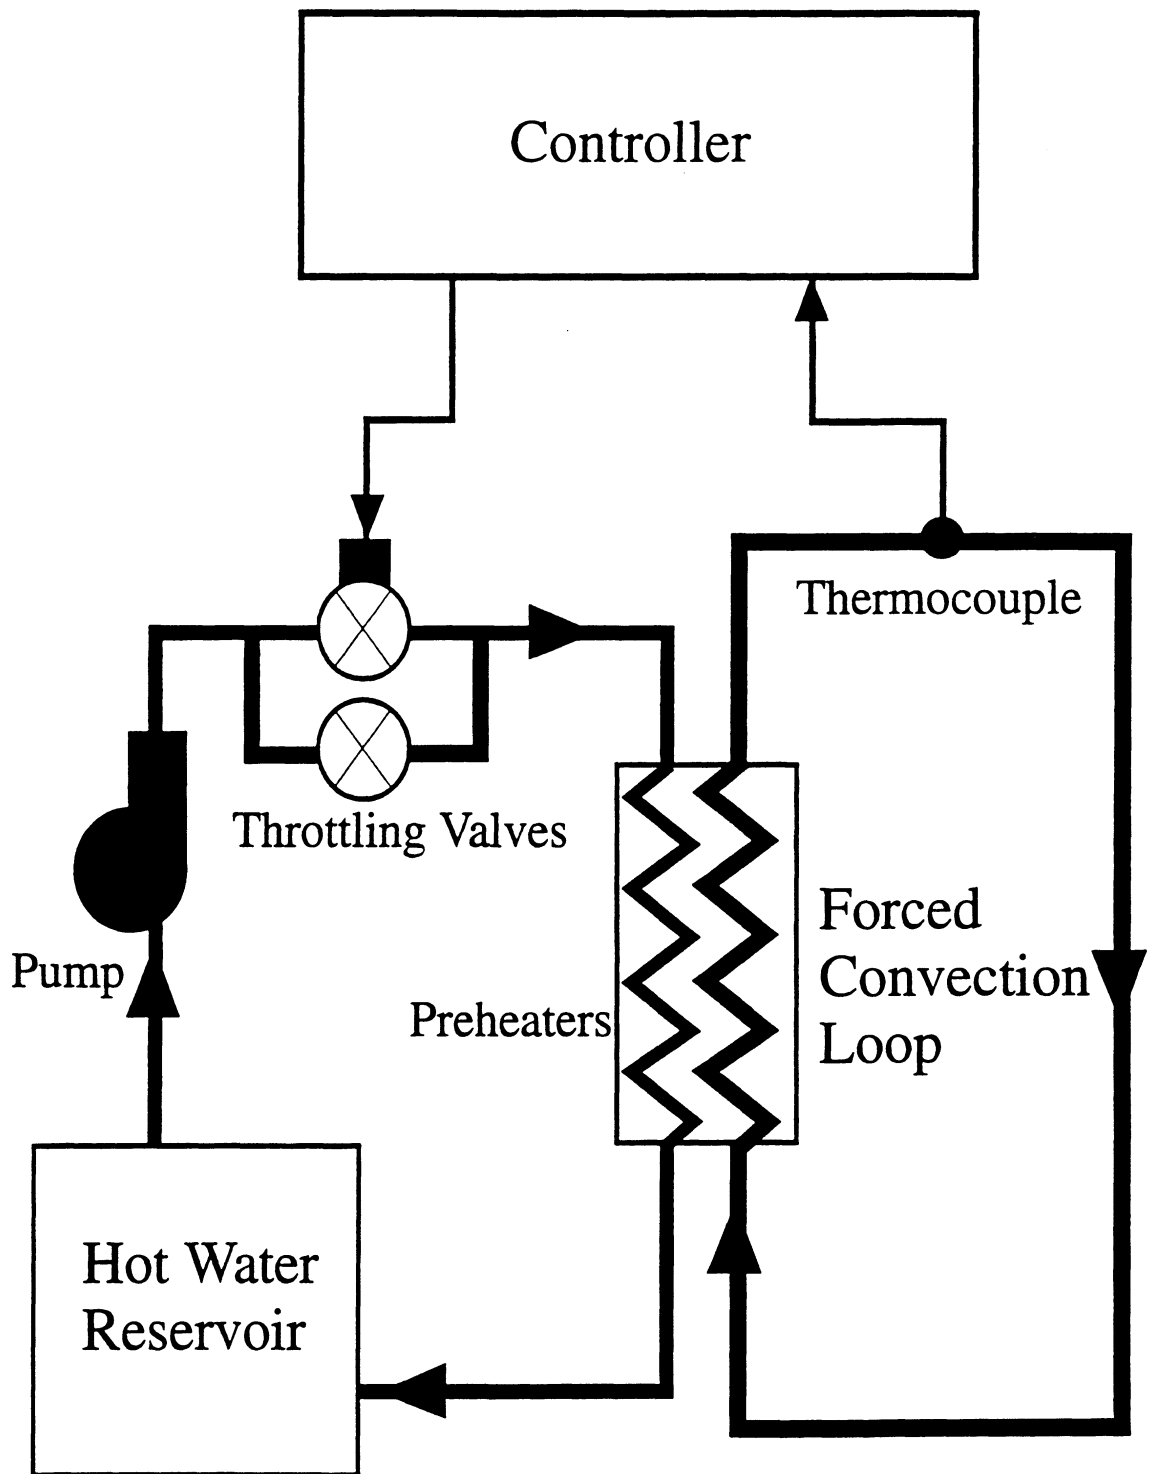 Controller
Thermocouple
Throttling Valves
Forced
Convection
Loop
Pump
Preheaters
Hot Water
Reservoir